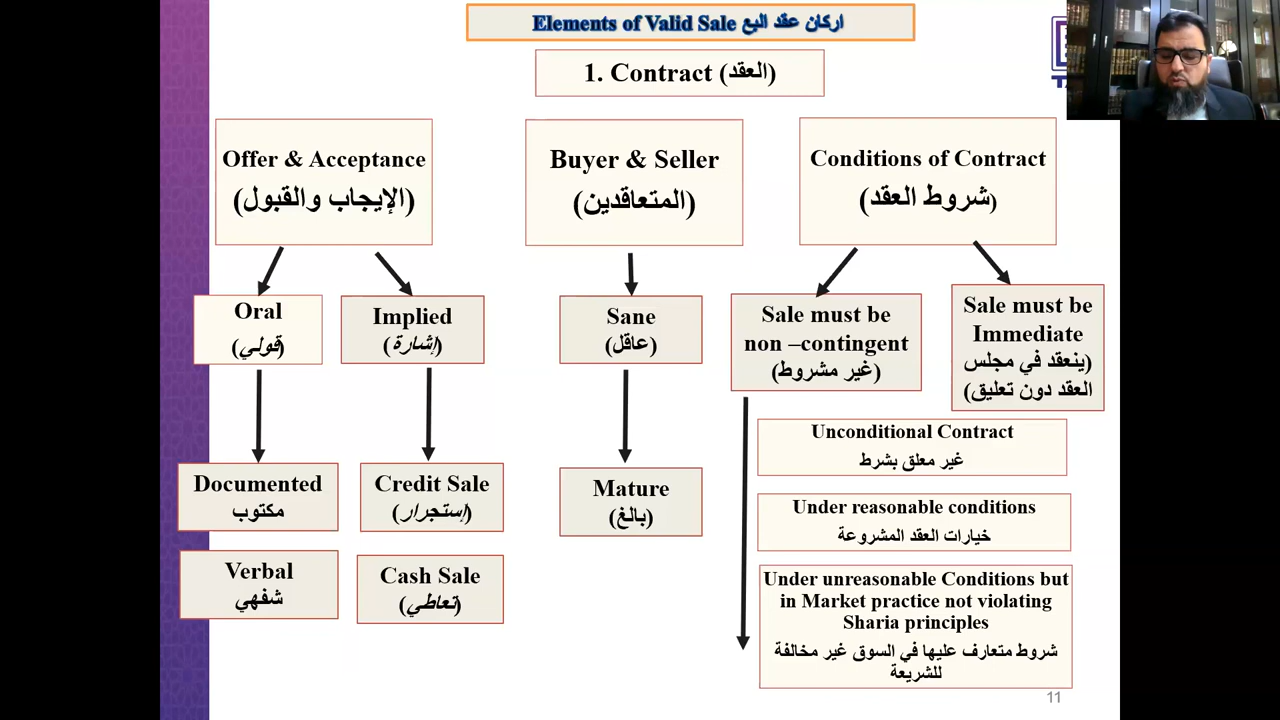 Elements of Valid Sale اركان عقد البع
1. Contract (العقد)
Offer & Acceptance
(الإيجاب والقبول)
Buyer & Seller
(المتعاقدين)
Conditions of Contract
(شروط العقد)
Oral
(قولي)
Implied
(إشارة)
Sane
(عاقل)
Sale must be
non –contingent
(غير مشروط)
Sale must be
Immediate
(ينعقد في مجلس
العقد دون تعليق)
Unconditional Contract
غير معلق بشرط
Documented
مكتوب
Credit Sale
(إستجرار)
Mature
(بالغ)
Under reasonable conditions
خيارات العقد المشروعة
Verbal
شفهي
Cash Sale
(تعاطي)
Under unreasonable Conditions but
in Market practice not violating
Sharia principles
شروط متعارف عليها في السوق غير مخالفة
للشريعة
11